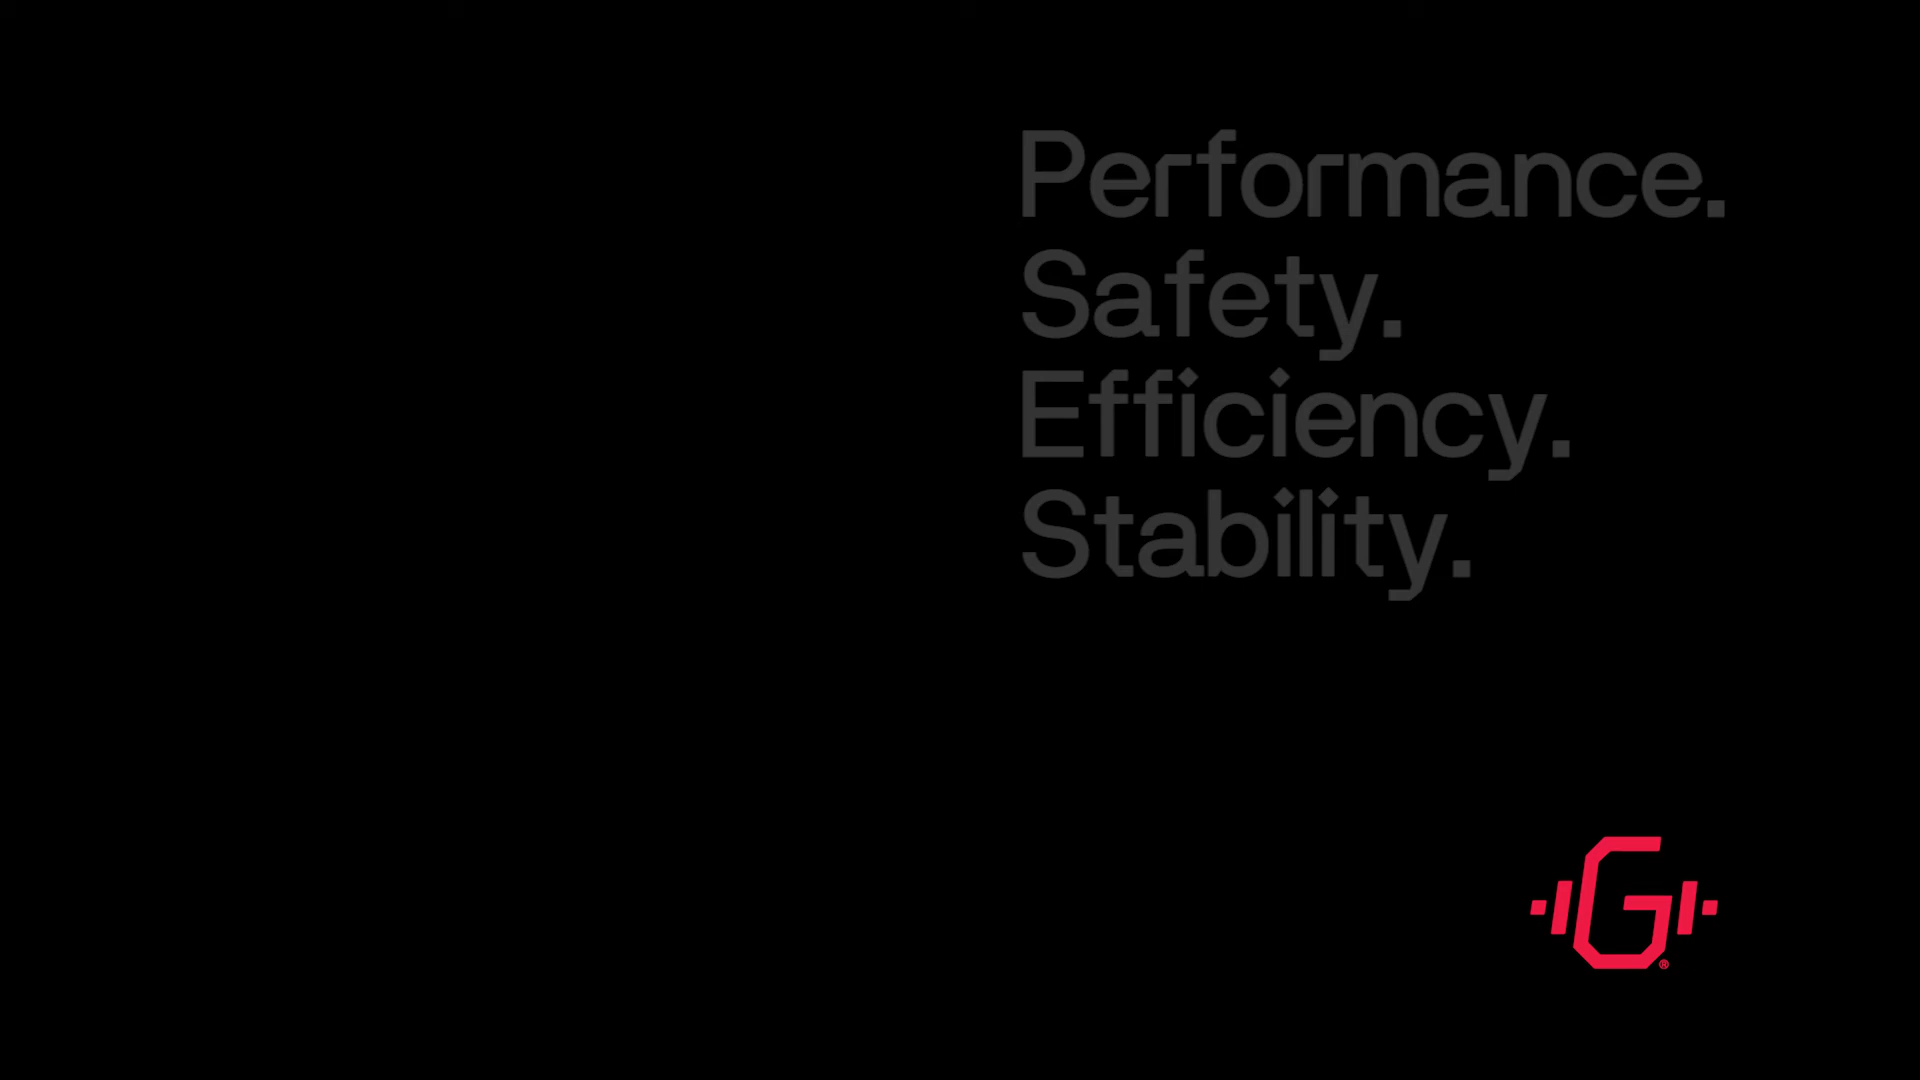 Performance.
Safety.
Efficiency.
Stability.
G®